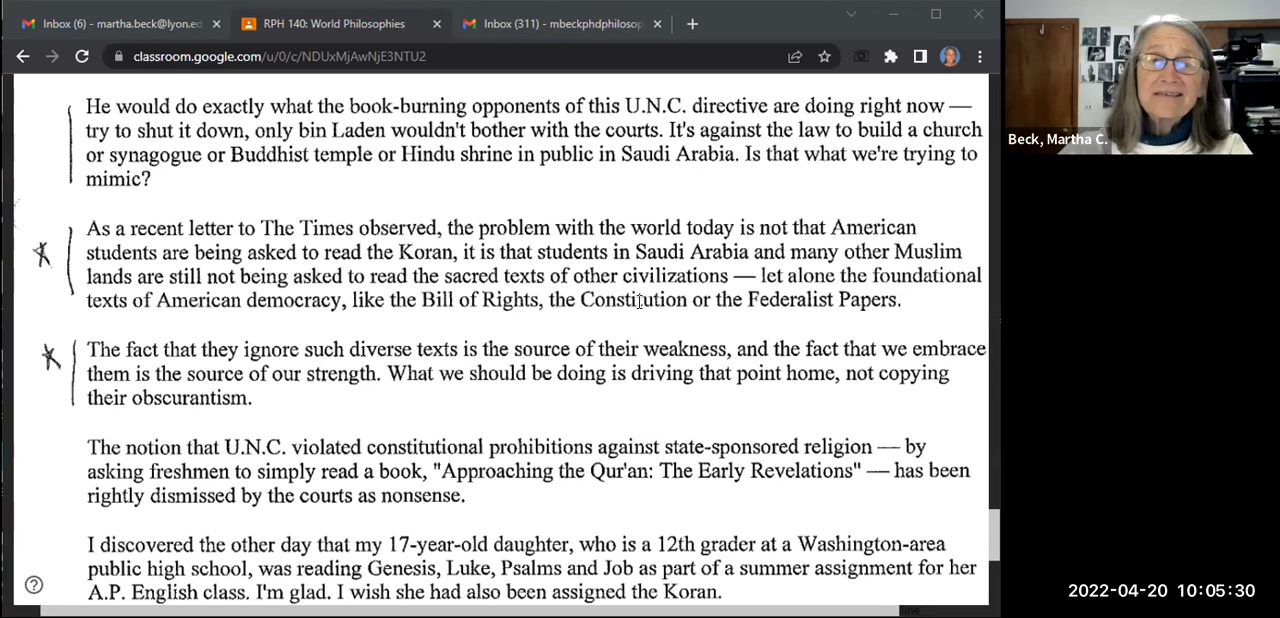 Inbox (6) - martha.beck@lyon.ed
RPH 140: World Philosophies
Inbox (311) - mbeckphdphilosop
classroom.google.com/u/0/c/NDUxMjAwNjE3NTU2
He would do exactly what the book-burning opponents of this U.N.C. directive are doing right now —
try to shut it down, only bin Laden wouldn't bother with the courts. It's against the law to build a church
or synagogue or Buddhist temple or Hindu shrine in public in Saudi Arabia. Is that what we're trying to
mimic?
As a recent letter to The Times observed, the problem with the world today is not that American
students are being asked to read the Koran, it is that students in Saudi Arabia and many other Muslim
lands are still not being asked to read the sacred texts of other civilizations — let alone the foundational
texts of American democracy, like the Bill of Rights, the Constitution or the Federalist Papers.
The fact that they ignore such diverse texts is the source of their weakness, and the fact that we embrace
them is the source of our strength. What we should be doing is driving that point home, not copying
their obscurantism.
The notion that U.N.C. violated constitutional prohibitions against state-sponsored religion — by
asking freshmen to simply read a book, "Approaching the Qur'an: The Early Revelations" — has been
rightly dismissed by the courts as nonsense.
I discovered the other day that my 17-year-old daughter, who is a 12th grader at a Washington-area
public high school, was reading Genesis, Luke, Psalms and Job as part of a summer assignment for her
A.P. English class. I'm glad. I wish she had also been assigned the Koran.
Beck, Martha C.
2022-04-20 10:05:30